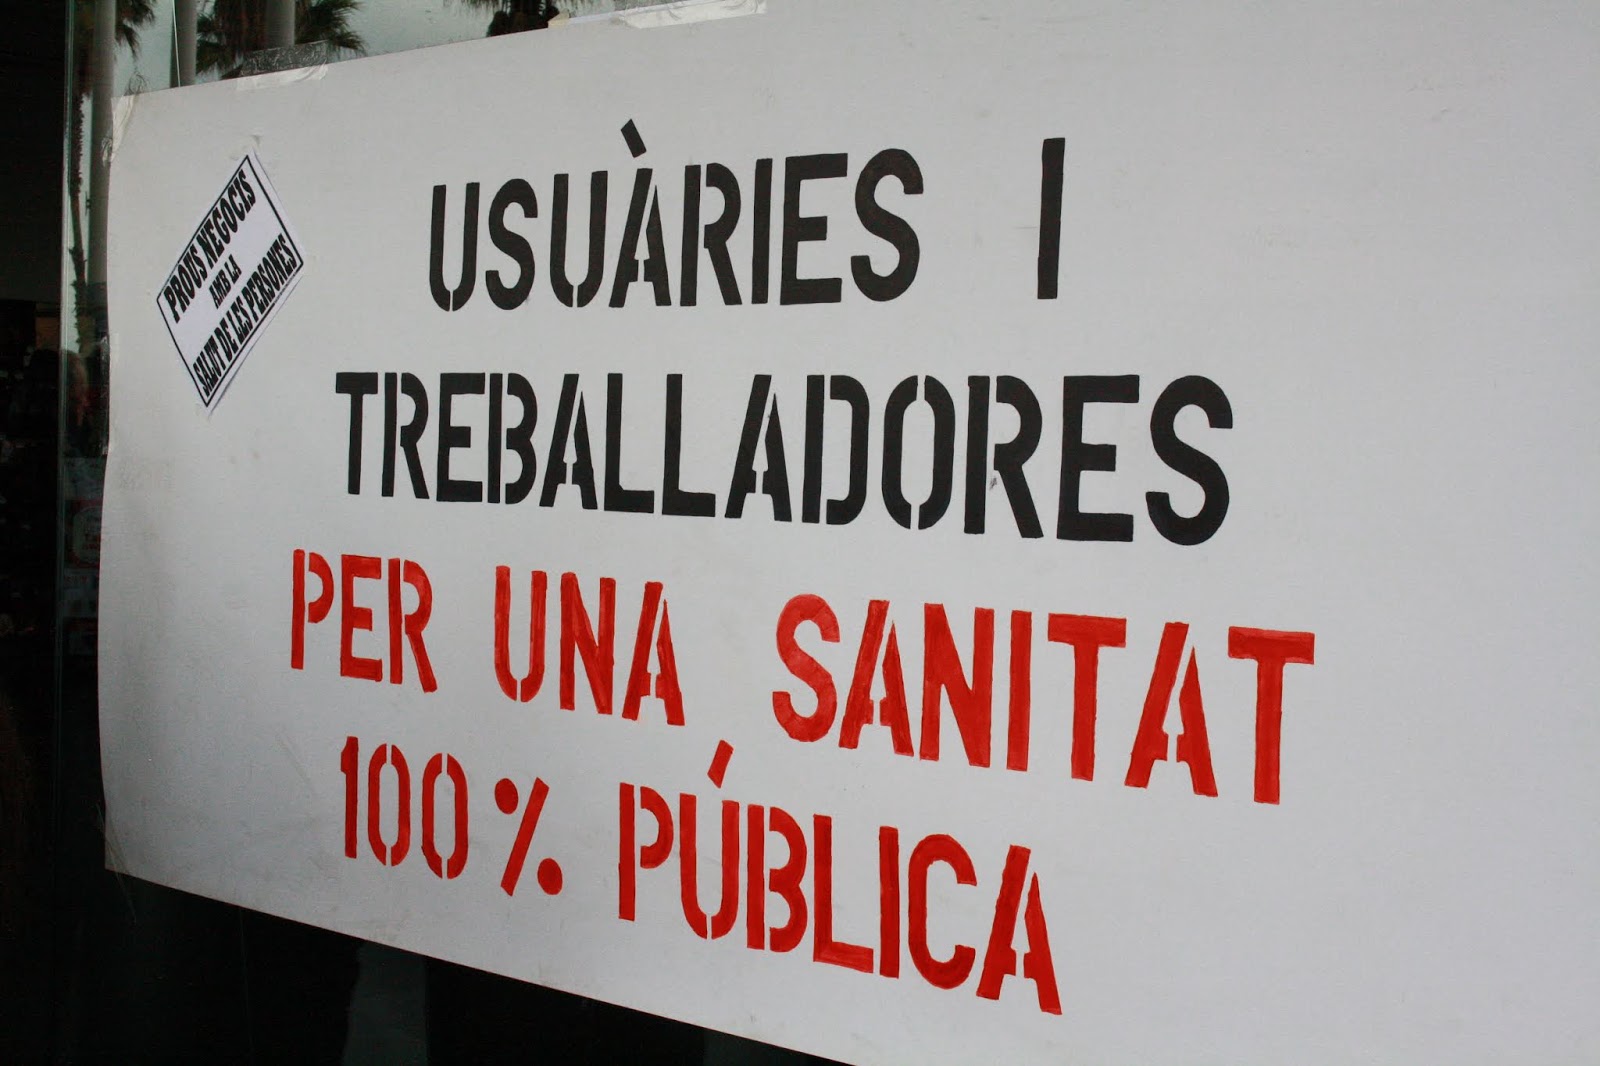 PROUS NEGOCIS
AMB LA
SALUT DE LES PERSONES
USUÀRIES I
TREBALLADORES
PER UNA SANITAT
100% PÚBLICA